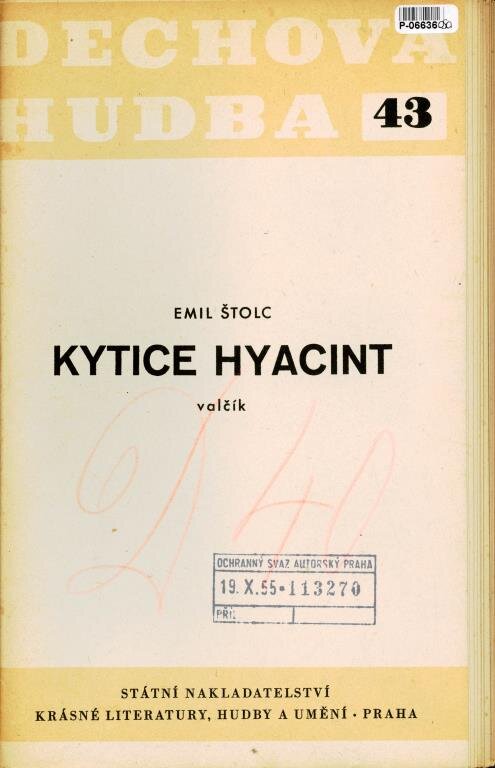 P-06636
DECHOVÁ
HUDBA 43
EMIL ŠTOLC
KYTICE HYACINT
valčík
D 40
OCHRANNÝ SVAZ AUTORSKÝ PRAHA
19. X. 55 • 113270
PŘÍL.
STÁTNÍ NAKLADATELSTVÍ
KRÁSNÉ LITERATURY, HUDBY A UMĚNÍ • PRAHA